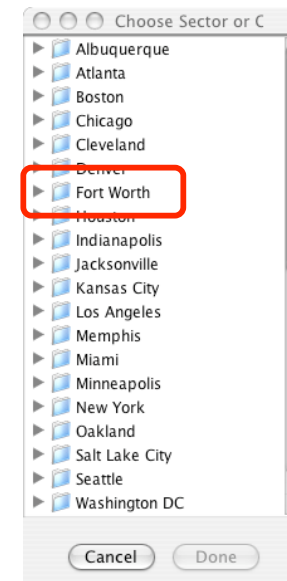 Choose Sector or C
Albuquerque
Atlanta
Boston
Chicago
Cleveland
Denver
Fort Worth
Houston
Indianapolis
Jacksonville
Kansas City
Los Angeles
Memphis
Miami
Minneapolis
New York
Oakland
Salt Lake City
Seattle
Washington DC
Cancel Done